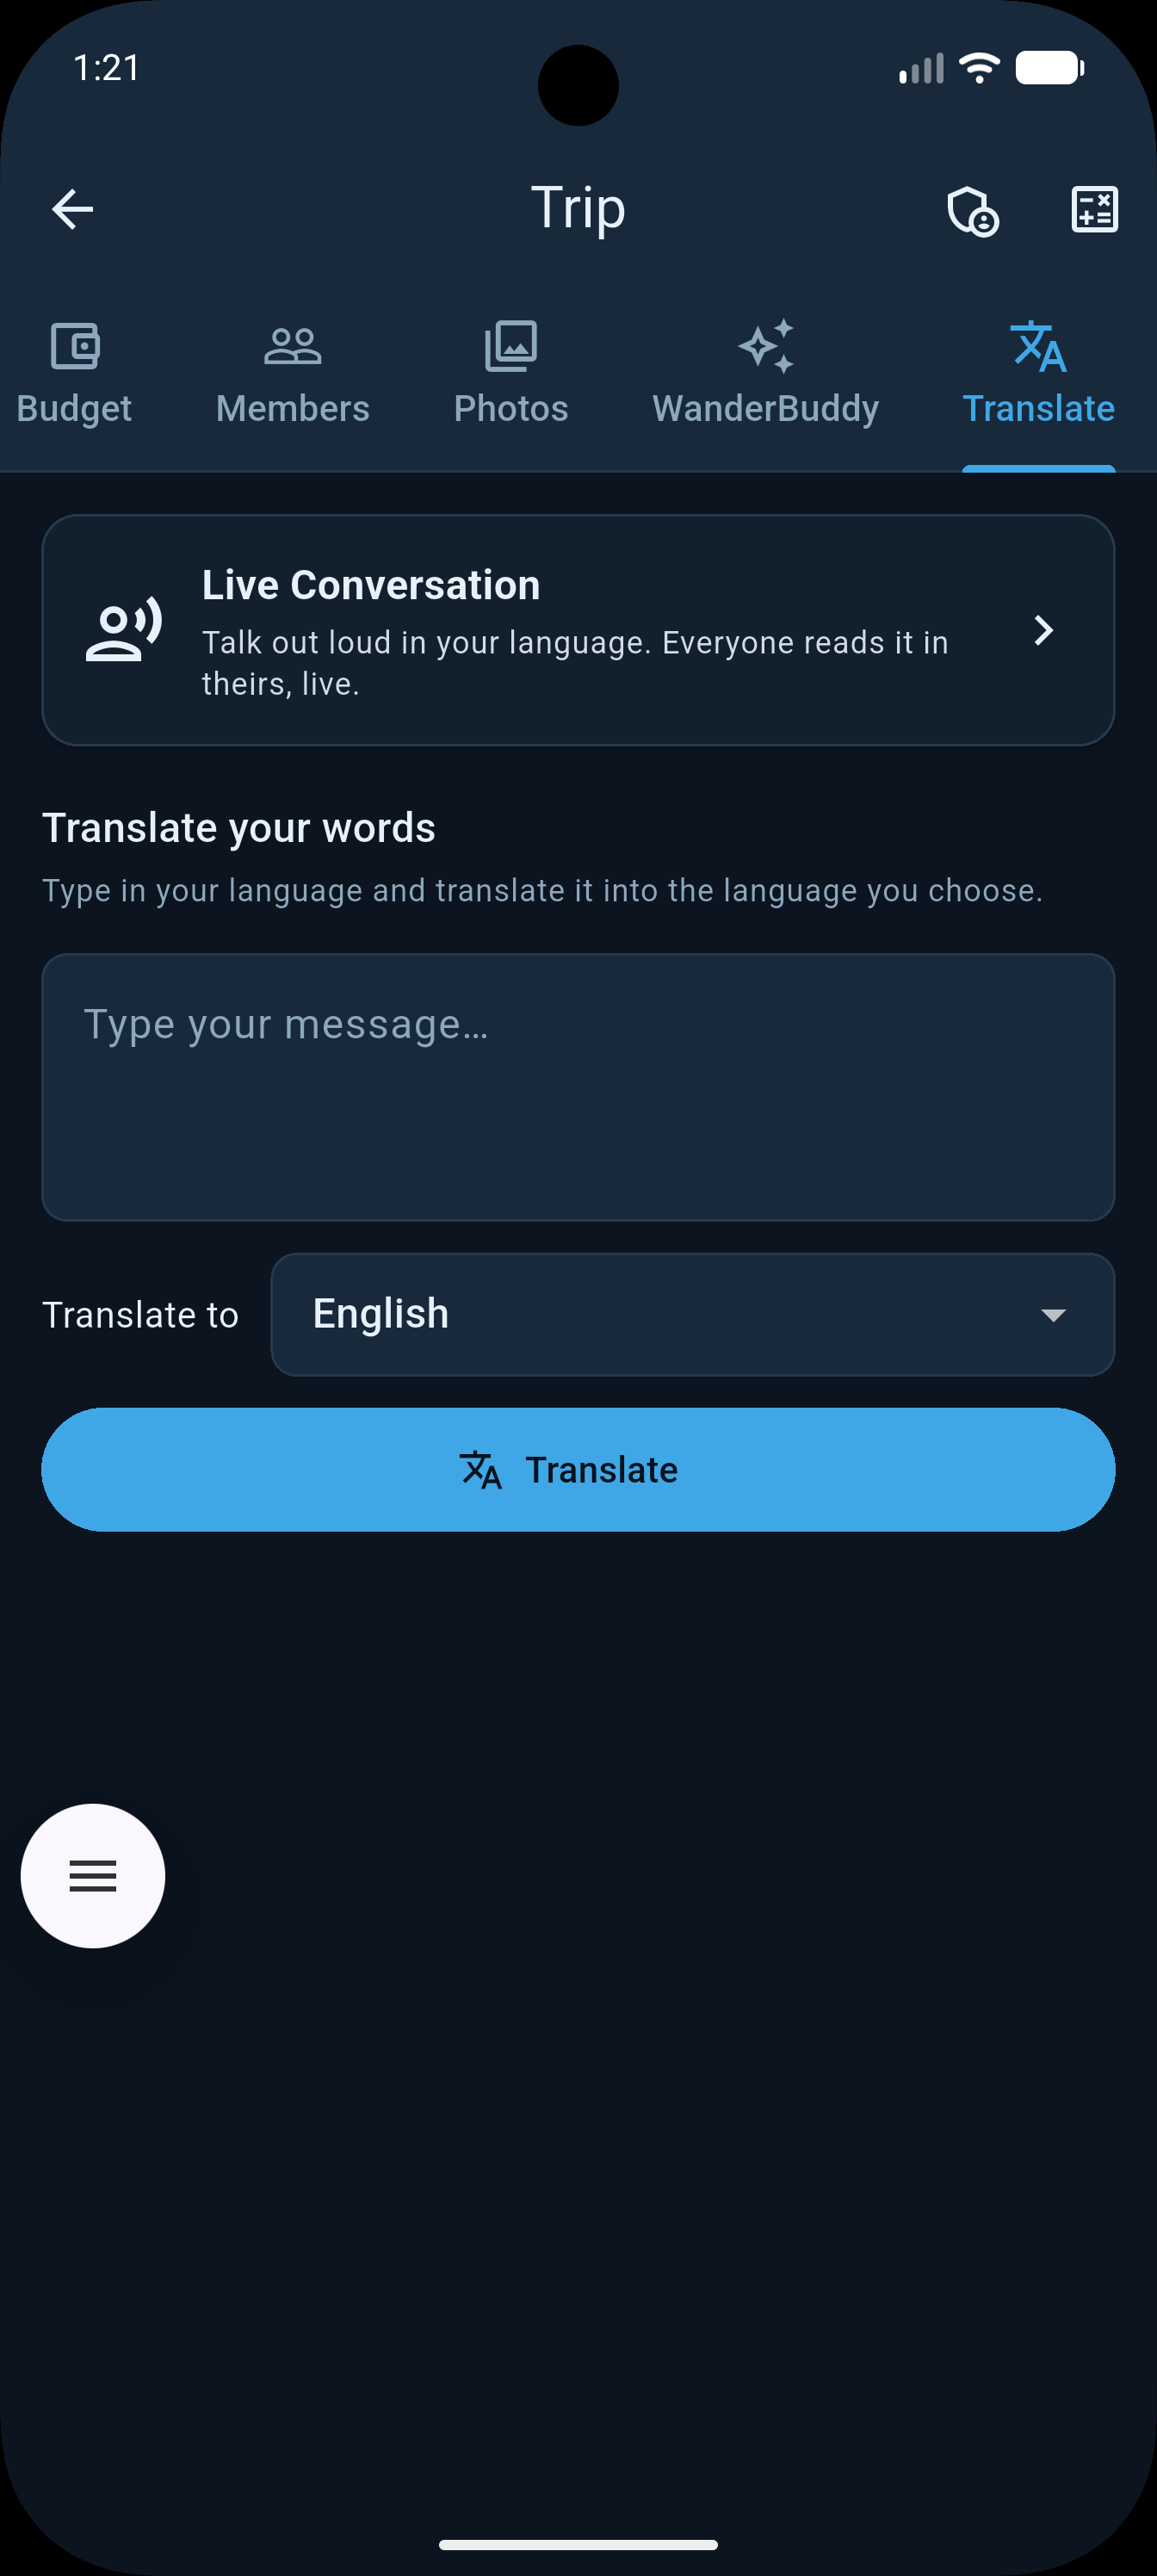 1:21
Trip
Budget
Members
Photos
WanderBuddy
Translate
Live Conversation
Talk out loud in your language. Everyone reads it in
theirs, live.
Translate your words
Type in your language and translate it into the language you choose.
Type your message…
Translate to
English
Translate